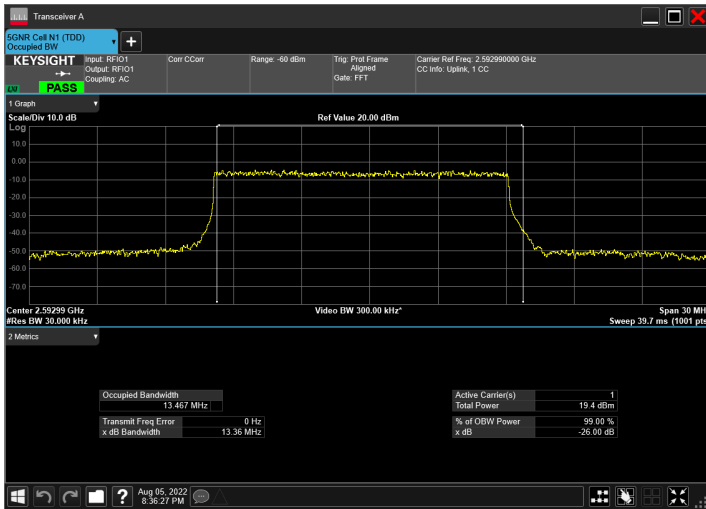 Transceiver A
5GNR Cell N1 (TDD)
Occupied BW
+
KEYSIGHT
LXI
PASS
Input: RFIO1
Output: RFIO1
Coupling: AC
Corr CCorr
Range: -60 dBm
Trig: Prot Frame
Aligned
Gate: FFT
Carrier Ref Freq: 2.592990000 GHz
CC Info: Uplink, 1 CC
1 Graph
Scale/Div 10.0 dB
Ref Value 20.00 dBm
Log
10.0
0.00
-10.0
-20.0
-30.0
-40.0
-50.0
-60.0
-70.0
Center 2.59299 GHz
Video BW 300.00 kHz*
Span 30 MH
#Res BW 30.000 kHz
Sweep 39.7 ms (1001 pts
2 Metrics
Occupied Bandwidth
13.467 MHz
Transmit Freq Error 0 Hz
x dB Bandwidth 13.36 MHz
Active Carrier(s) 1
Total Power 19.4 dBm
% of OBW Power 99.00 %
x dB -26.00 dB
?
Aug 05, 2022
8:36:27 PM